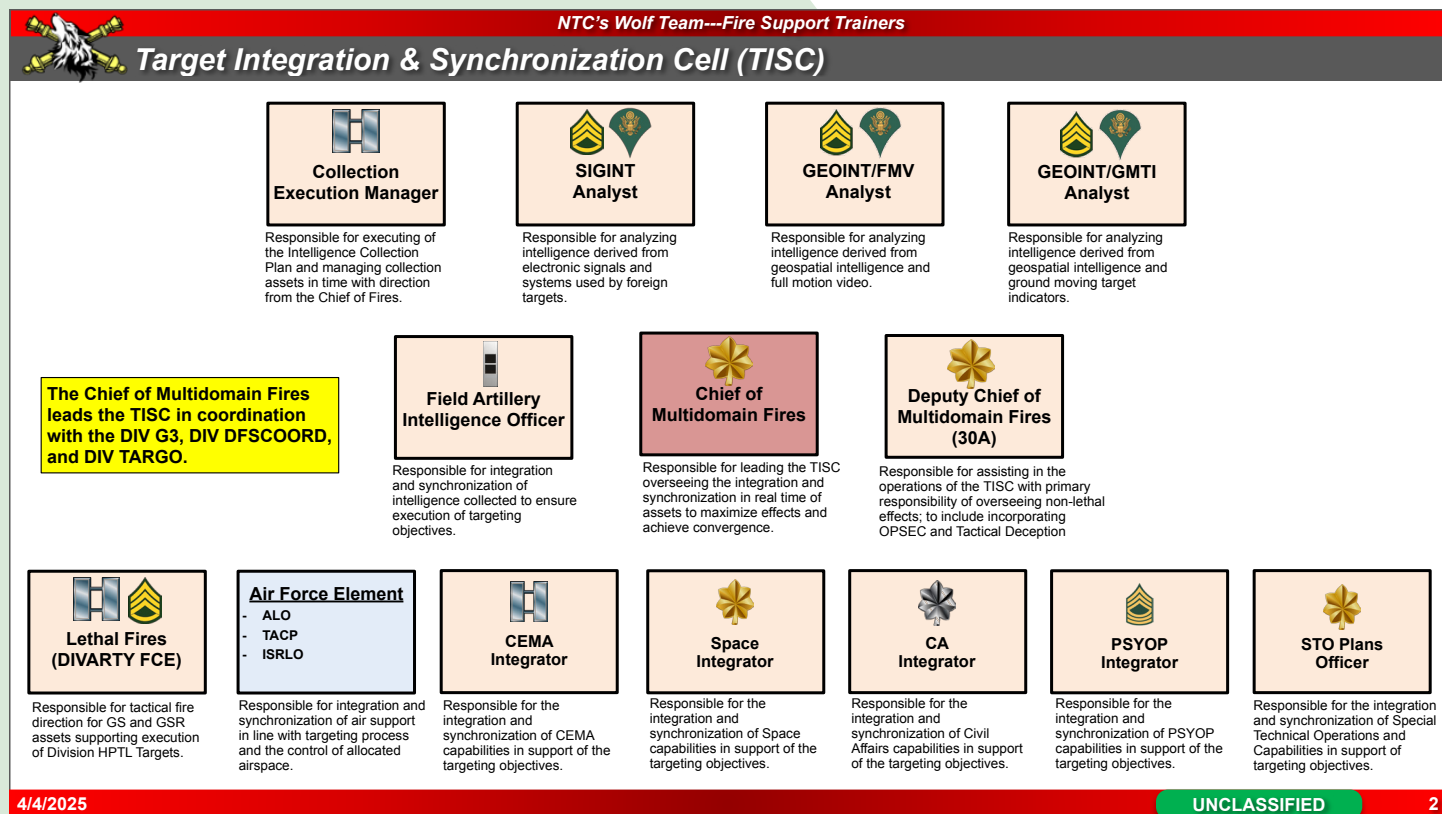 NTC's Wolf Team---Fire Support Trainers
Target Integration & Synchronization Cell (TISC)
Collection
Execution Manager
Responsible for executing of
the Intelligence Collection
Plan and managing collection
assets in time with direction
from the Chief of Fires.
SIGINT
Analyst
Responsible for analyzing
intelligence derived from
electronic signals and
systems used by foreign
targets.
GEOINT/FMV
Analyst
Responsible for analyzing
intelligence derived from
geospatial intelligence and
full motion video.
GEOINT/GMTI
Analyst
Responsible for analyzing
intelligence derived from
geospatial intelligence and
ground moving target
indicators.
The Chief of Multidomain Fires
leads the TISC in coordination
with the DIV G3, DIV DFSCOORD,
and DIV TARGO.
Field Artillery
Intelligence Officer
Responsible for integration
and synchronization of
intelligence collected to ensure
execution of targeting
objectives.
Chief of
Multidomain Fires
Responsible for leading the TISC
overseeing the integration and
synchronization in real time of
assets to maximize effects and
achieve convergence.
Deputy Chief of
Multidomain Fires
(30A)
Responsible for assisting in the
operations of the TISC with primary
responsibility of overseeing non-lethal
effects; to include incorporating
OPSEC and Tactical Deception
Lethal Fires
(DIVARTY FCE)
Responsible for tactical fire
direction for GS and GSR
assets supporting execution
of Division HPTL Targets.
Air Force Element
- ALO
- TACP
- ISRLO
Responsible for integration and
synchronization of air support
in line with targeting process
and the control of allocated
airspace.
CEMA
Integrator
Responsible for the
integration and
synchronization of CEMA
capabilities in support of the
targeting objectives.
Space
Integrator
Responsible for the
integration and
synchronization of Space
capabilities in support of the
targeting objectives.
CA
Integrator
Responsible for the
integration and
synchronization of Civil
Affairs capabilities in support
of the targeting objectives.
PSYOP
Integrator
Responsible for the
integration and
synchronization of PSYOP
capabilities in support of the
targeting objectives.
STO Plans
Officer
Responsible for the integration
and synchronization of Special
Technical Operations and
Capabilities in support of
targeting objectives.
4/4/2025
UNCLASSIFIED
2